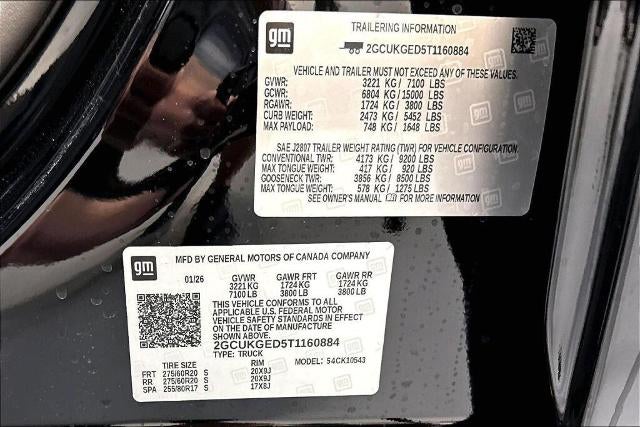 gm
TRAILERING INFORMATION
2GCUKGED5T1160884
VEHICLE AND TRAILER MUST NOT EXCEED ANY OF THESE VALUES.
GVWR: 3221 KG / 7100 LBS
GCWR: 6804 KG / 15000 LBS
RGAWR: 1724 KG / 3800 LBS
CURB WEIGHT: 2473 KG / 5452 LBS
MAX PAYLOAD: 748 KG / 1648 LBS
SAE J2807 TRAILER WEIGHT RATING (TWR) FOR VEHICLE CONFIGURATION.
CONVENTIONAL TWR: 4173 KG / 9200 LBS
MAX TONGUE WEIGHT: 417 KG / 920 LBS
GOOSENECK TWR: 3856 KG / 8500 LBS
MAX TONGUE WEIGHT: 578 KG / 1275 LBS
SEE OWNER'S MANUAL FOR MORE INFORMATION
gm
MFD BY GENERAL MOTORS OF CANADA COMPANY
01/26 GVWR GAWR FRT GAWR RR
3221 KG 1724 KG 1724 KG
7100 LB 3800 LB 3800 LB
THIS VEHICLE CONFORMS TO ALL
APPLICABLE U.S. FEDERAL MOTOR
VEHICLE SAFETY STANDARDS IN EFFECT
ON THE DATE OF MANUFACTURE
SHOWN ABOVE.
2GCUKGED5T1160884
TYPE: TRUCK MODEL: 54CK10543
TIRE SIZE RIM
FRT 275/60R20 S 20X9J
RR 275/60R20 S 20X9J
SPA 255/80R17 S 17X8J